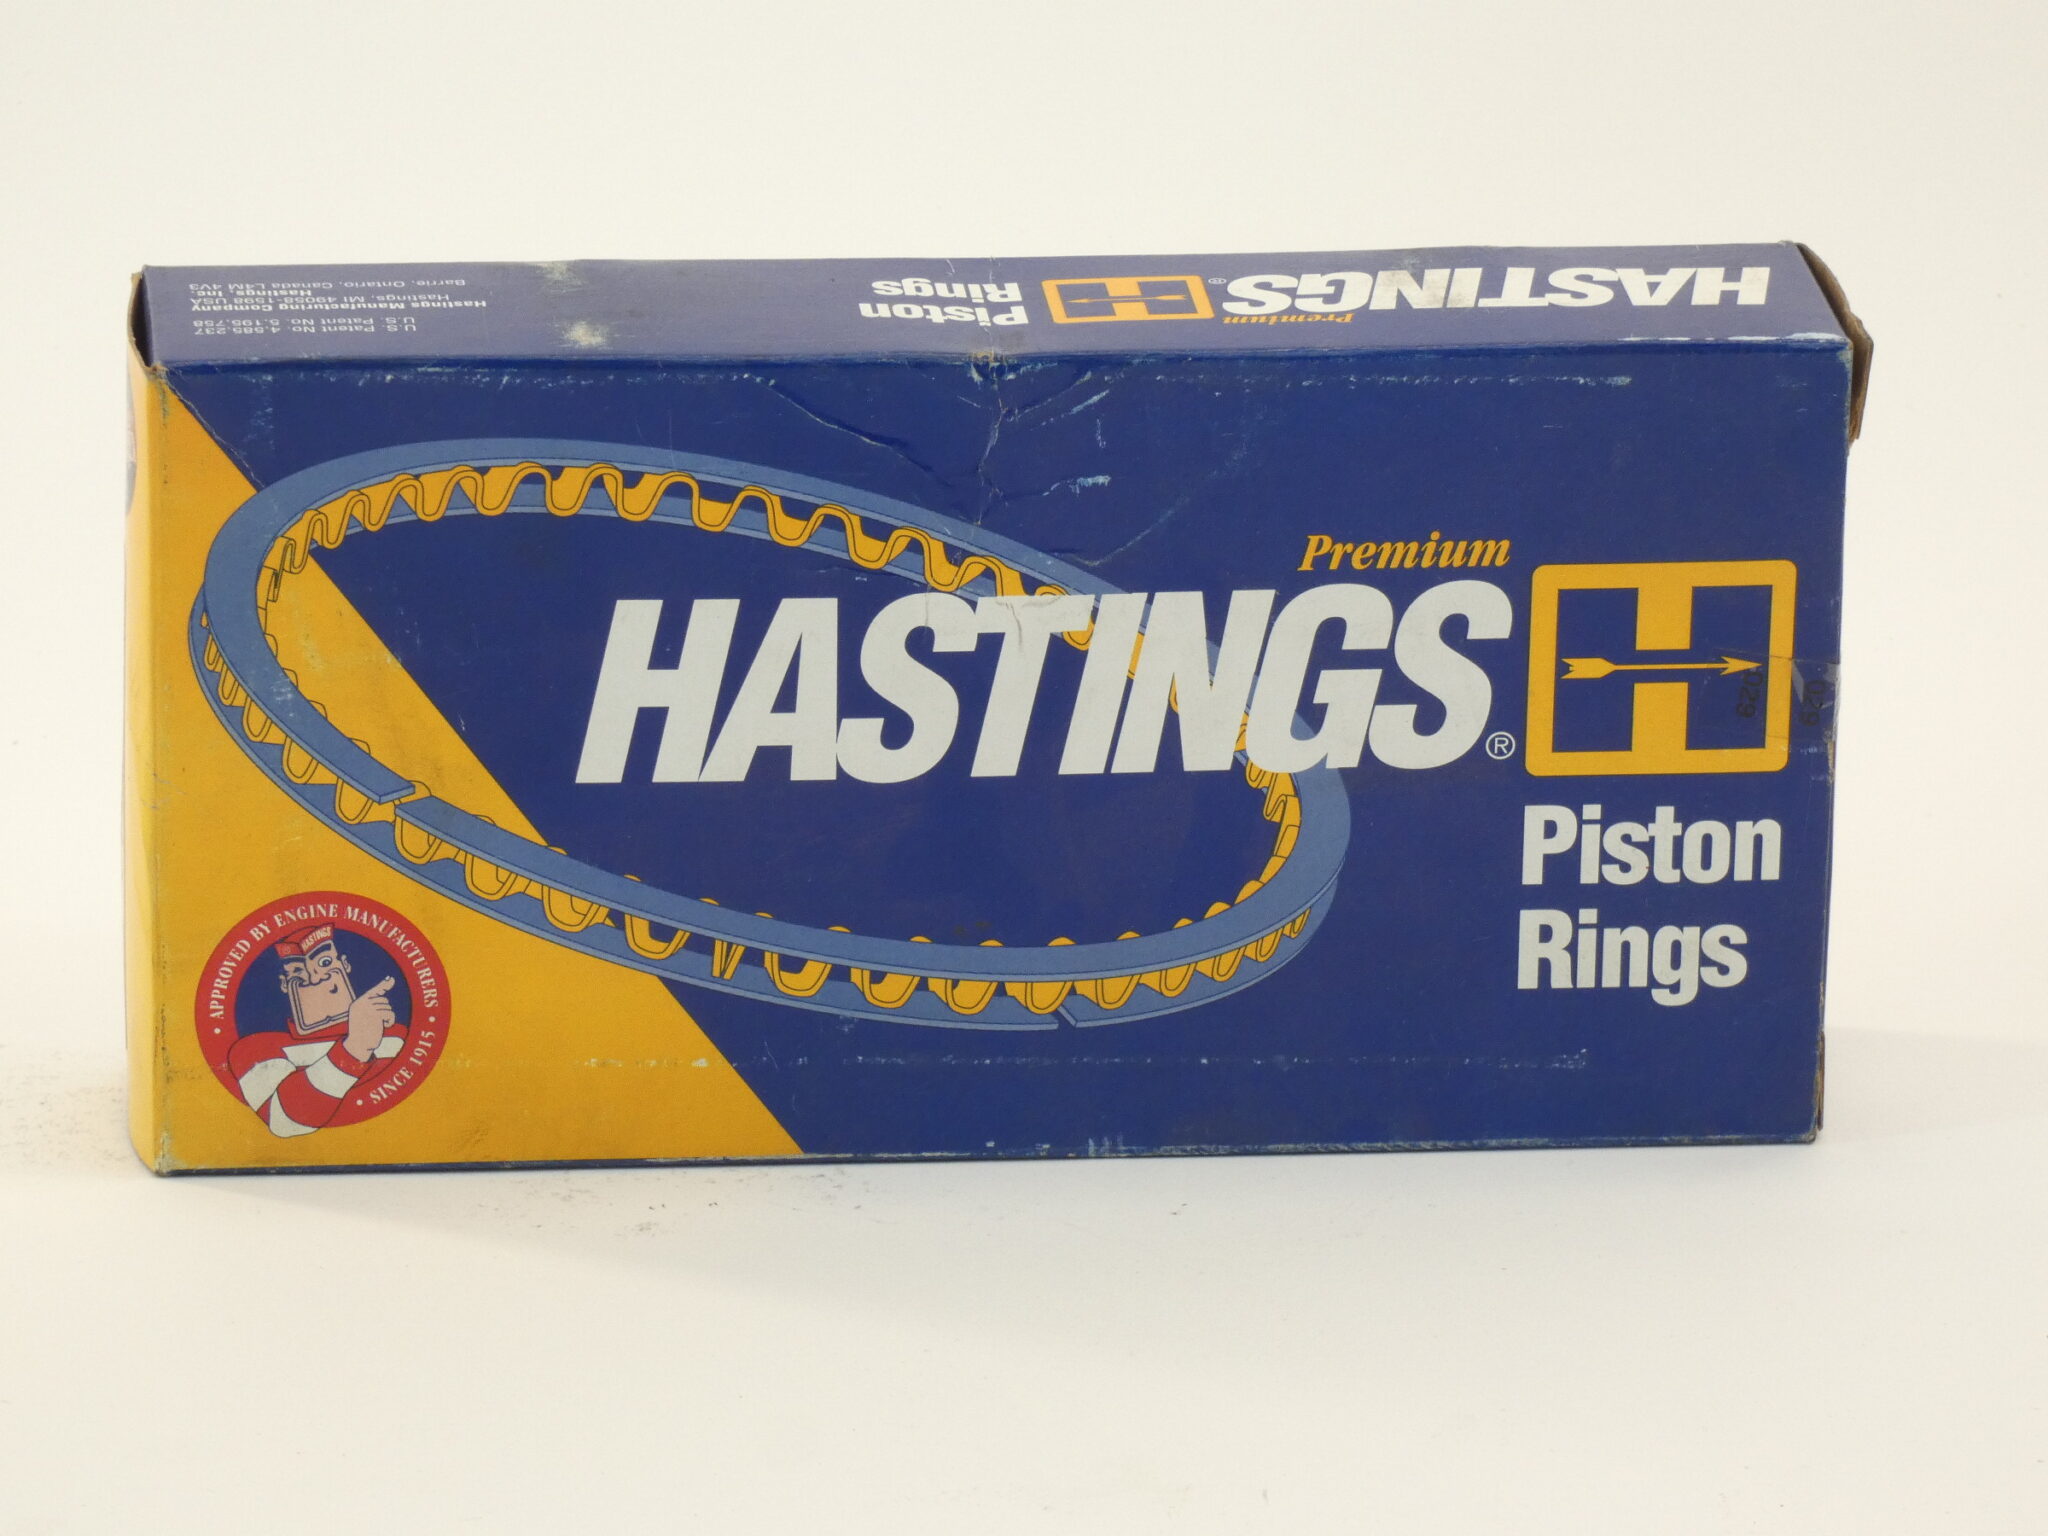 U.S. Patent No. 4,585,237
U.S. Patent No. 5,195,758
Hastings Manufacturing Company
Hastings, MI 49058-1598 USA
Hastings, Inc.
Barrie, Ontario, Canada L4M 4V3
Premium
HASTINGS®
Piston
Rings
Premium
HASTINGS®
H
Piston
Rings
029
029
• APPROVED BY ENGINE MANUFACTURERS •
• SINCE 1915 •
HASTINGS